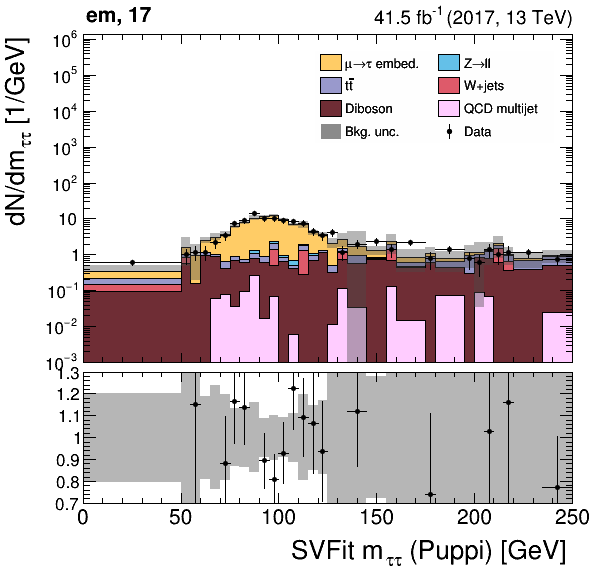 em, 17
41.5 fb⁻¹ (2017, 13 TeV)
dN/dm_ττ [1/GeV]
μ→τ embed.
Z→ll
tt̄
W+jets
Diboson
QCD multijet
Bkg. unc.
Data
10⁶
10⁵
10⁴
10³
10²
10
1
10⁻¹
10⁻²
10⁻³
1.3
1.2
1.1
1
0.9
0.8
0.7
0 50 100 150 200 250
SVFit m_ττ (Puppi) [GeV]